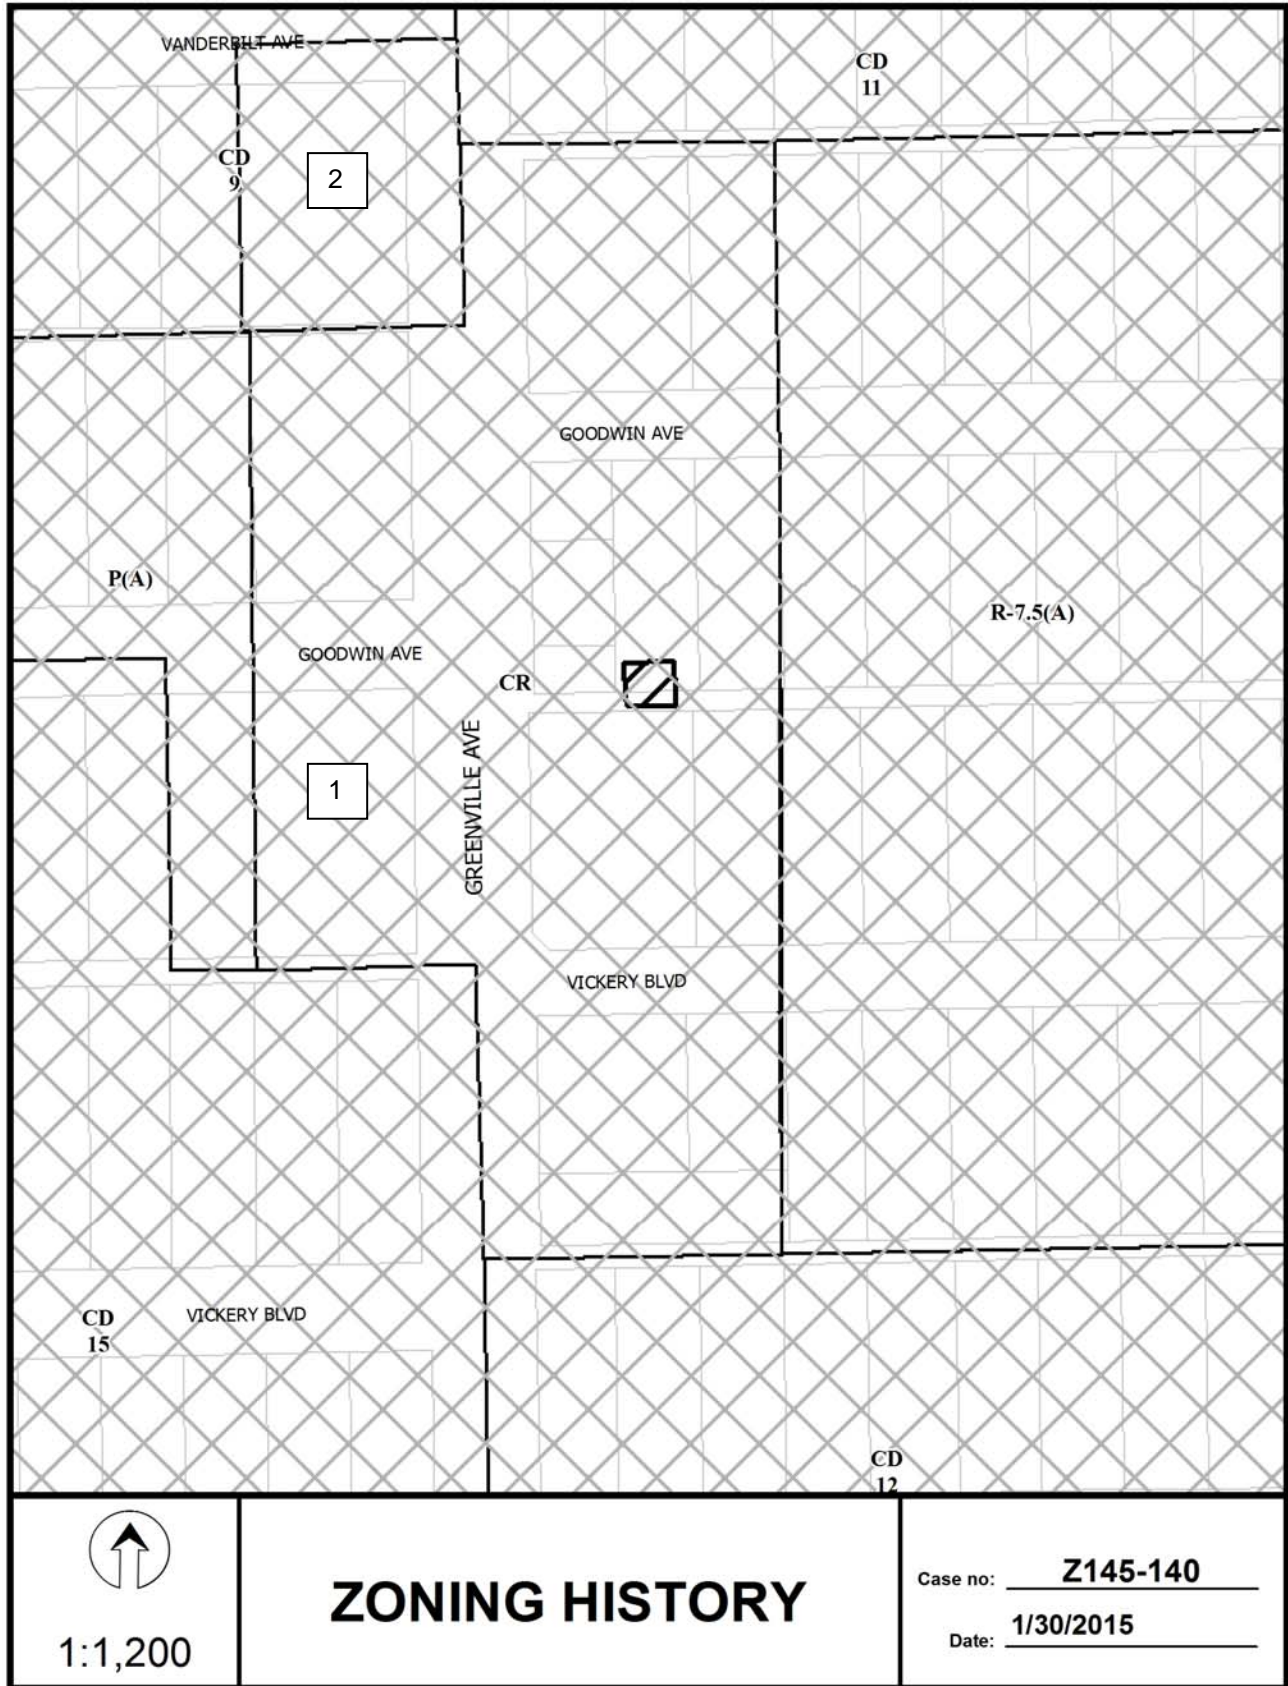 VANDERBILT AVE
CD
11
CD
9
2
GOODWIN AVE
P(A)
R-7.5(A)
GOODWIN AVE
CR
GREENVILLE AVE
1
VICKERY BLVD
CD
15
VICKERY BLVD
CD
12
1:1,200
ZONING HISTORY
Case no: Z145-140
Date: 1/30/2015